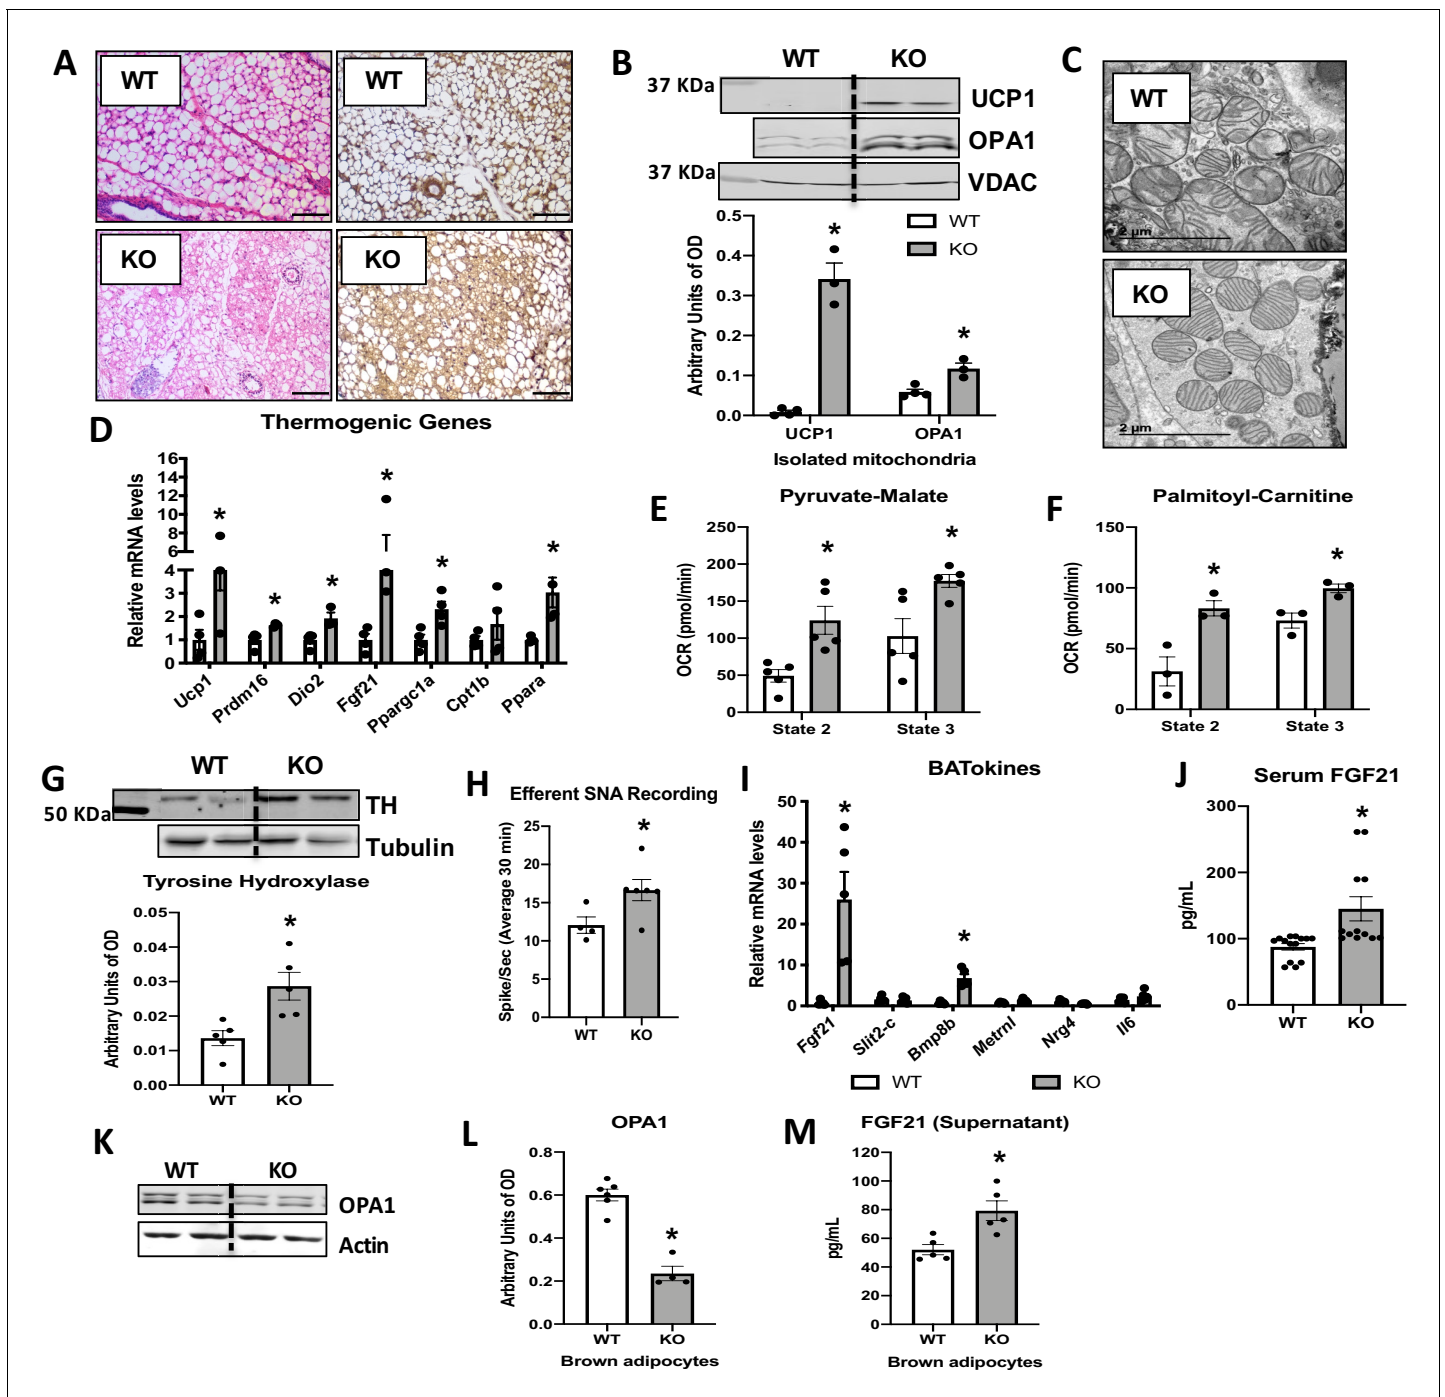 A
WT
WT
KO
KO
B
WT KO
37 KDa
UCP1
OPA1
37 KDa
VDAC
WT
KO
Arbitrary Units of OD
0.5
0.4
0.3
0.2
0.1
0.0
*
*
UCP1 OPA1
Isolated mitochondria
C
WT
2 µm
KO
2 µm
D
Thermogenic Genes
Relative mRNA levels
16
14
12
10
8
6
4
2
1
0
* * * * * *
Ucp1 Prdm16 Dio2 Fgf21 Ppargc1a Cpt1b Ppara
E
Pyruvate-Malate
OCR (pmol/min)
250
200
150
100
50
0
* *
State 2 State 3
F
Palmitoyl-Carnitine
OCR (pmol/min)
150
100
50
0
* *
State 2 State 3
G
WT KO
50 KDa
TH
Tubulin
Tyrosine Hydroxylase
Arbitrary Units of OD
0.05
0.04
0.03
0.02
0.01
0.00
*
WT KO
H
Efferent SNA Recording
Spike/Sec (Average 30 min)
25
20
15
10
5
0
*
WT KO
I
BATokines
Relative mRNA levels
50
40
30
20
10
0
* *
Fgf21 Slit2-c Bmp8b Metrnl Nrg4 Il6
WT KO
J
Serum FGF21
pg/mL
300
200
100
0
*
WT KO
K
WT KO
OPA1
Actin
L
OPA1
Arbitrary Units of OD
0.8
0.6
0.4
0.2
0.0
*
WT KO
Brown adipocytes
M
FGF21 (Supernatant)
pg/mL
120
100
80
60
40
20
0
*
WT KO
Brown adipocytes